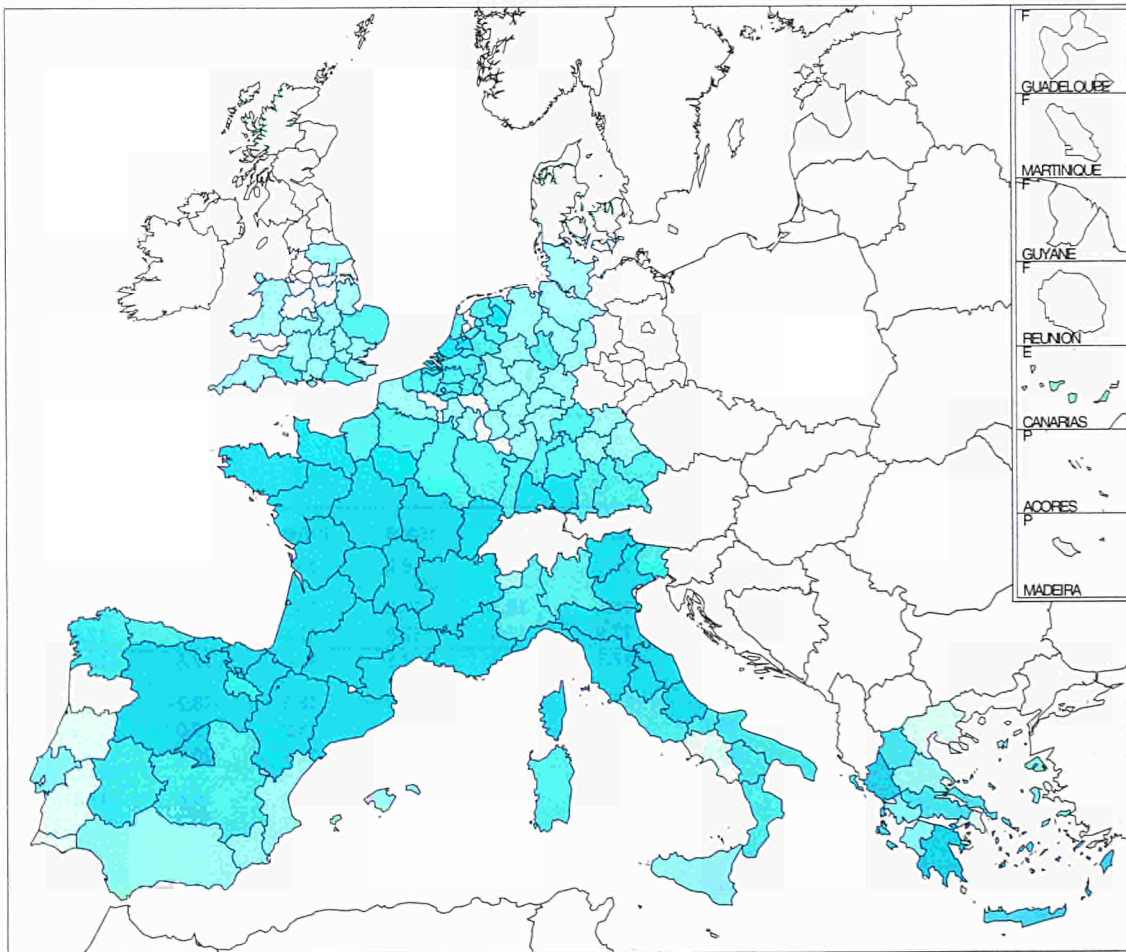 F
GUADELOUPE
F
MARTINIQUE
F
GUYANE
F
REUNION
E
CANARIAS
P
ACORES
P
MADEIRA